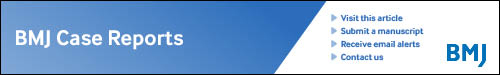 BMJ Case Reports
Visit this article
Submit a manuscript
Receive email alerts
Contact us
BMJ